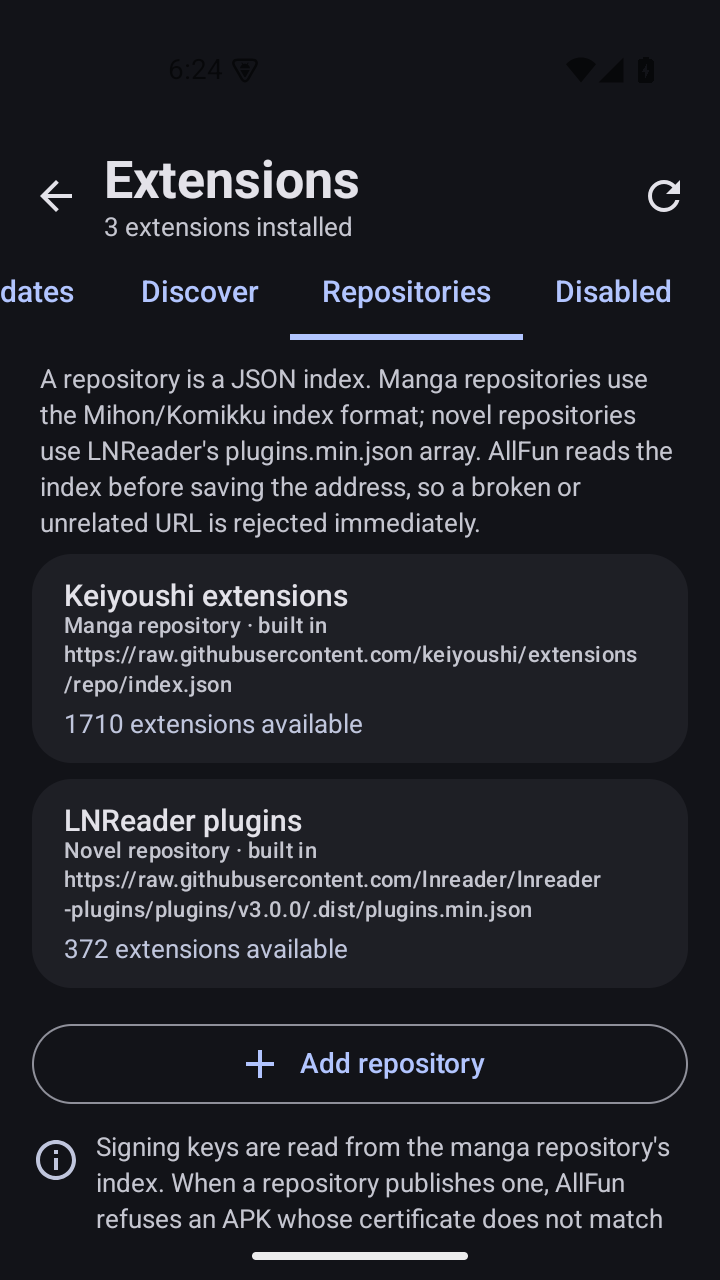 6:24
Extensions
3 extensions installed
dates Discover Repositories Disabled
A repository is a JSON index. Manga repositories use
the Mihon/Komikku index format; novel repositories
use LNReader's plugins.min.json array. AllFun reads the
index before saving the address, so a broken or
unrelated URL is rejected immediately.
Keiyoushi extensions
Manga repository · built in
https://raw.githubusercontent.com/keiyoushi/extensions
/repo/index.json
1710 extensions available
LNReader plugins
Novel repository · built in
https://raw.githubusercontent.com/lnreader/lnreader
-plugins/plugins/v3.0.0/.dist/plugins.min.json
372 extensions available
Add repository
Signing keys are read from the manga repository's
index. When a repository publishes one, AllFun
refuses an APK whose certificate does not match